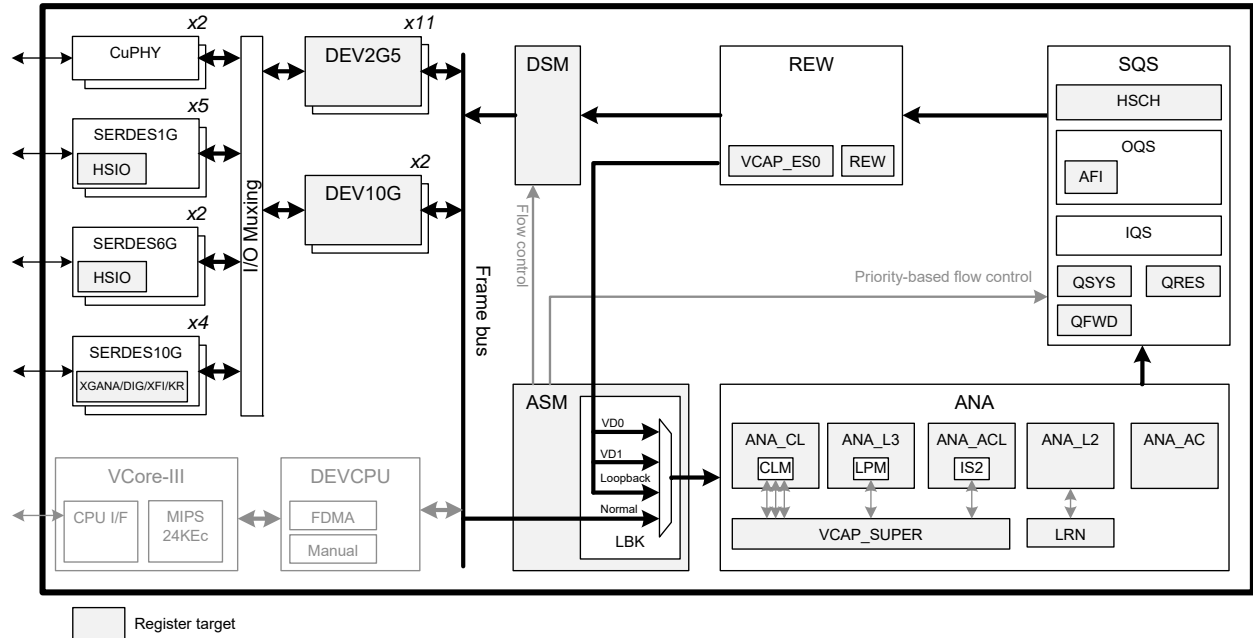 x2
CuPHY
x5
SERDES1G
HSIO
x2
SERDES6G
HSIO
x4
SERDES10G
XGANA/DIG/XFI/KR
I/O Muxing
x11
DEV2G5
x2
DEV10G
Frame bus
DSM
Flow control
REW
VCAP_ES0
REW
SQS
HSCH
OQS
AFI
IQS
QSYS
QRES
QFWD
Priority-based flow control
VCore-III
CPU I/F
MIPS
24KEc
DEVCPU
FDMA
Manual
ASM
VD0
VD1
Loopback
Normal
LBK
ANA
ANA_CL
CLM
ANA_L3
LPM
ANA_ACL
IS2
ANA_L2
ANA_AC
VCAP_SUPER
LRN
Register target